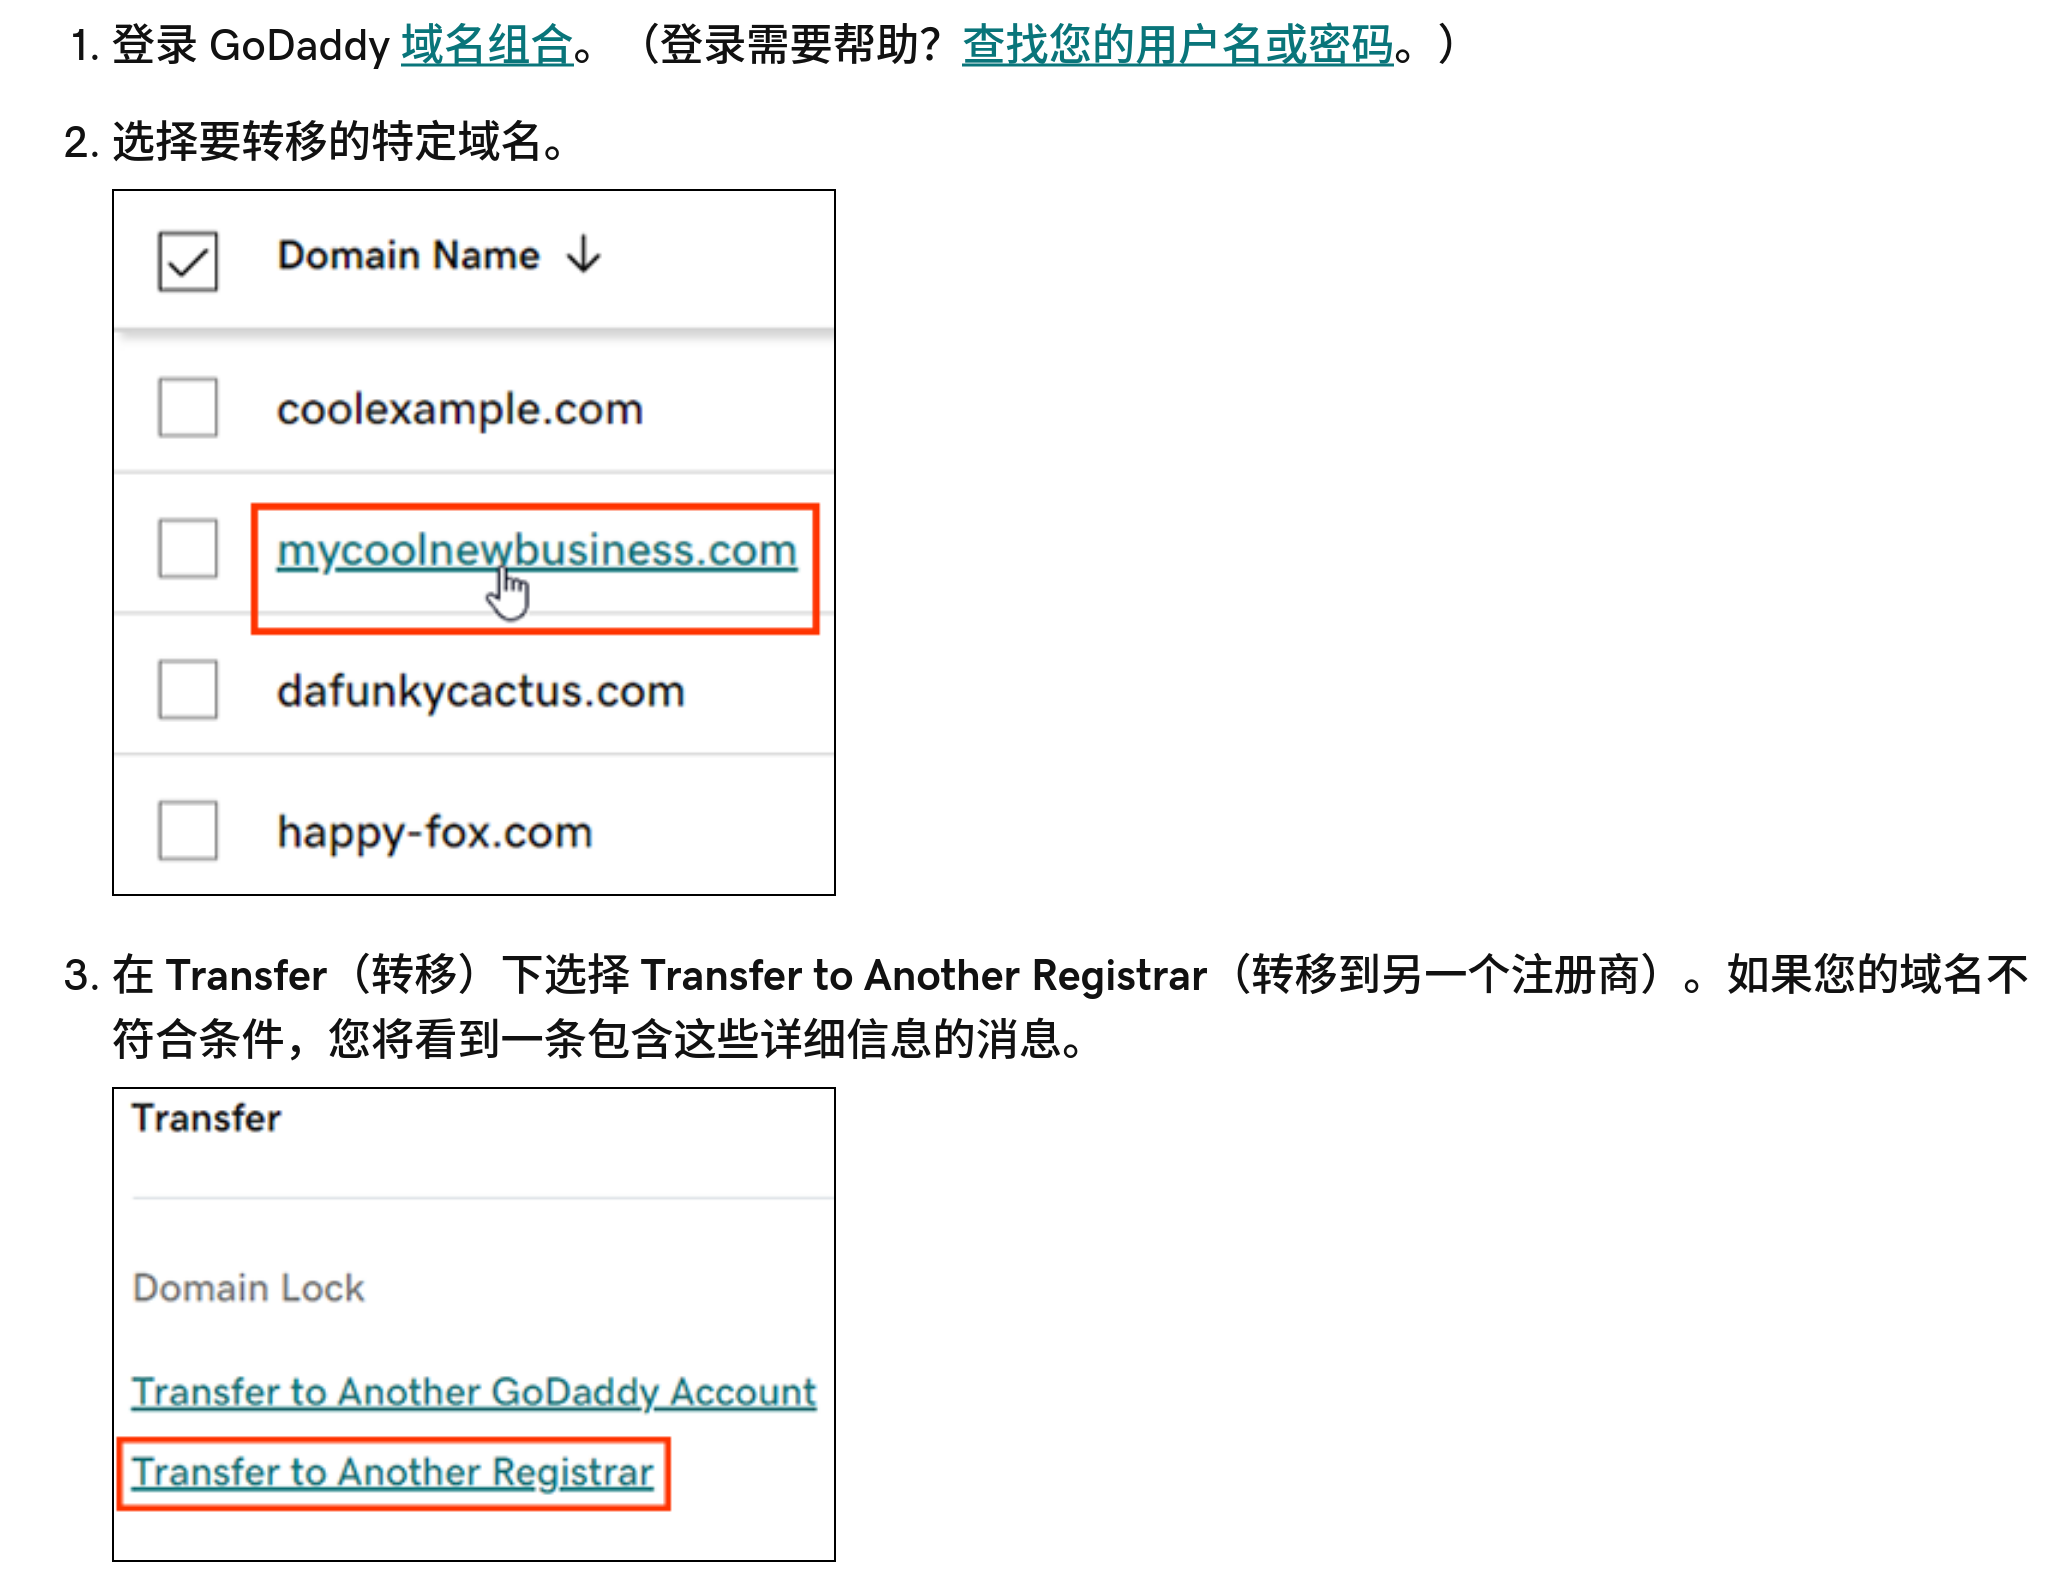 1. 登录 GoDaddy 域名组合。（登录需要帮助？查找您的用户名或密码。）
2. 选择要转移的特定域名。
Domain Name ↓
coolexample.com
mycoolnewbusiness.com
dafunkycactus.com
happy-fox.com
3. 在 Transfer（转移）下选择 Transfer to Another Registrar（转移到另一个注册商）。如果您的域名不
符合条件，您将看到一条包含这些详细信息的消息。
Transfer
Domain Lock
Transfer to Another GoDaddy Account
Transfer to Another Registrar